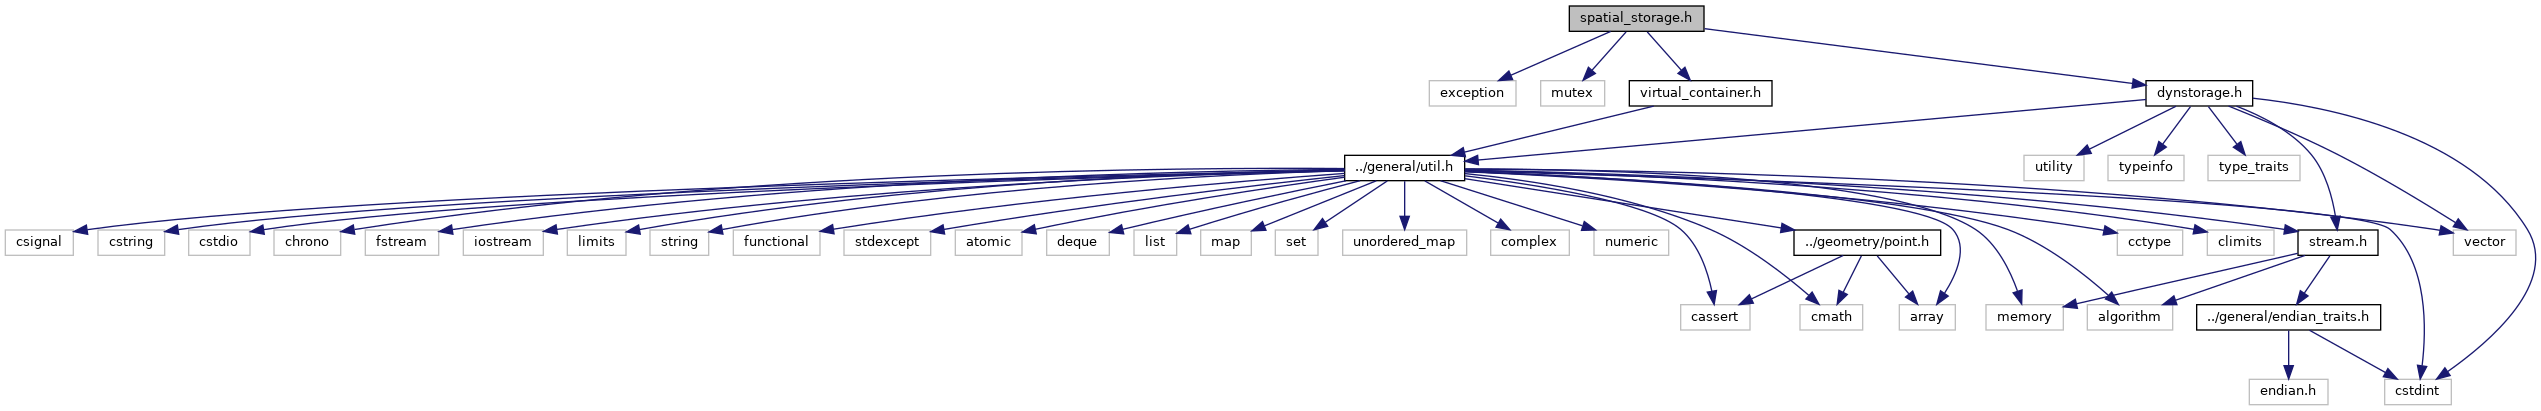 spatial_storage.h
exception
mutex
virtual_container.h
dynstorage.h
../general/util.h
utility
typeinfo
type_traits
csignal
cstring
cstdio
chrono
fstream
iostream
limits
string
functional
stdexcept
atomic
deque
list
map
set
unordered_map
complex
numeric
../geometry/point.h
cctype
climits
stream.h
vector
cassert
cmath
array
memory
algorithm
../general/endian_traits.h
endian.h
cstdint